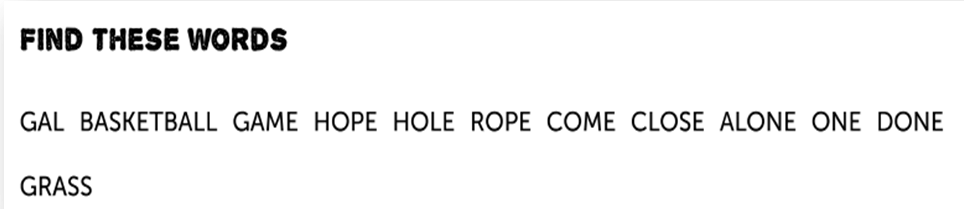 FIND THESE WORDS
GAL BASKETBALL GAME HOPE HOLE ROPE COME CLOSE ALONE ONE DONE
GRASS